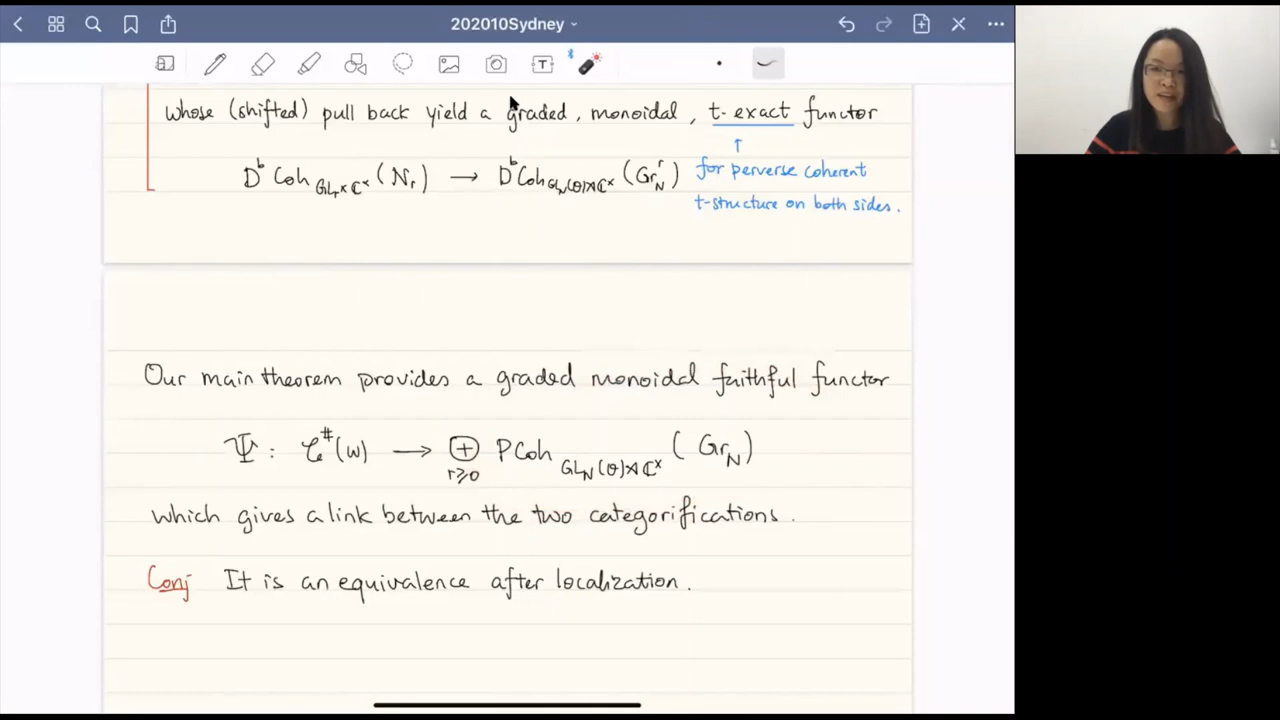 202010Sydney
whose (shifted) pull back yield a graded, monoidal, t-exact functor
D^b Coh_{GL_r×ℂ^×}(N_r) → D^b Coh_{GL_N(O)⋊ℂ^×}(Gr_N^r)
↑
for perverse coherent
t-structure on both sides.
Our main theorem provides a graded monoidal faithful functor
Ψ : 𝒞^#(w) → ⊕_{r≥0} PCoh_{GL_N(O)⋊ℂ^×}(Gr_N)
which gives a link between the two categorifications.
Conj It is an equivalence after localization.